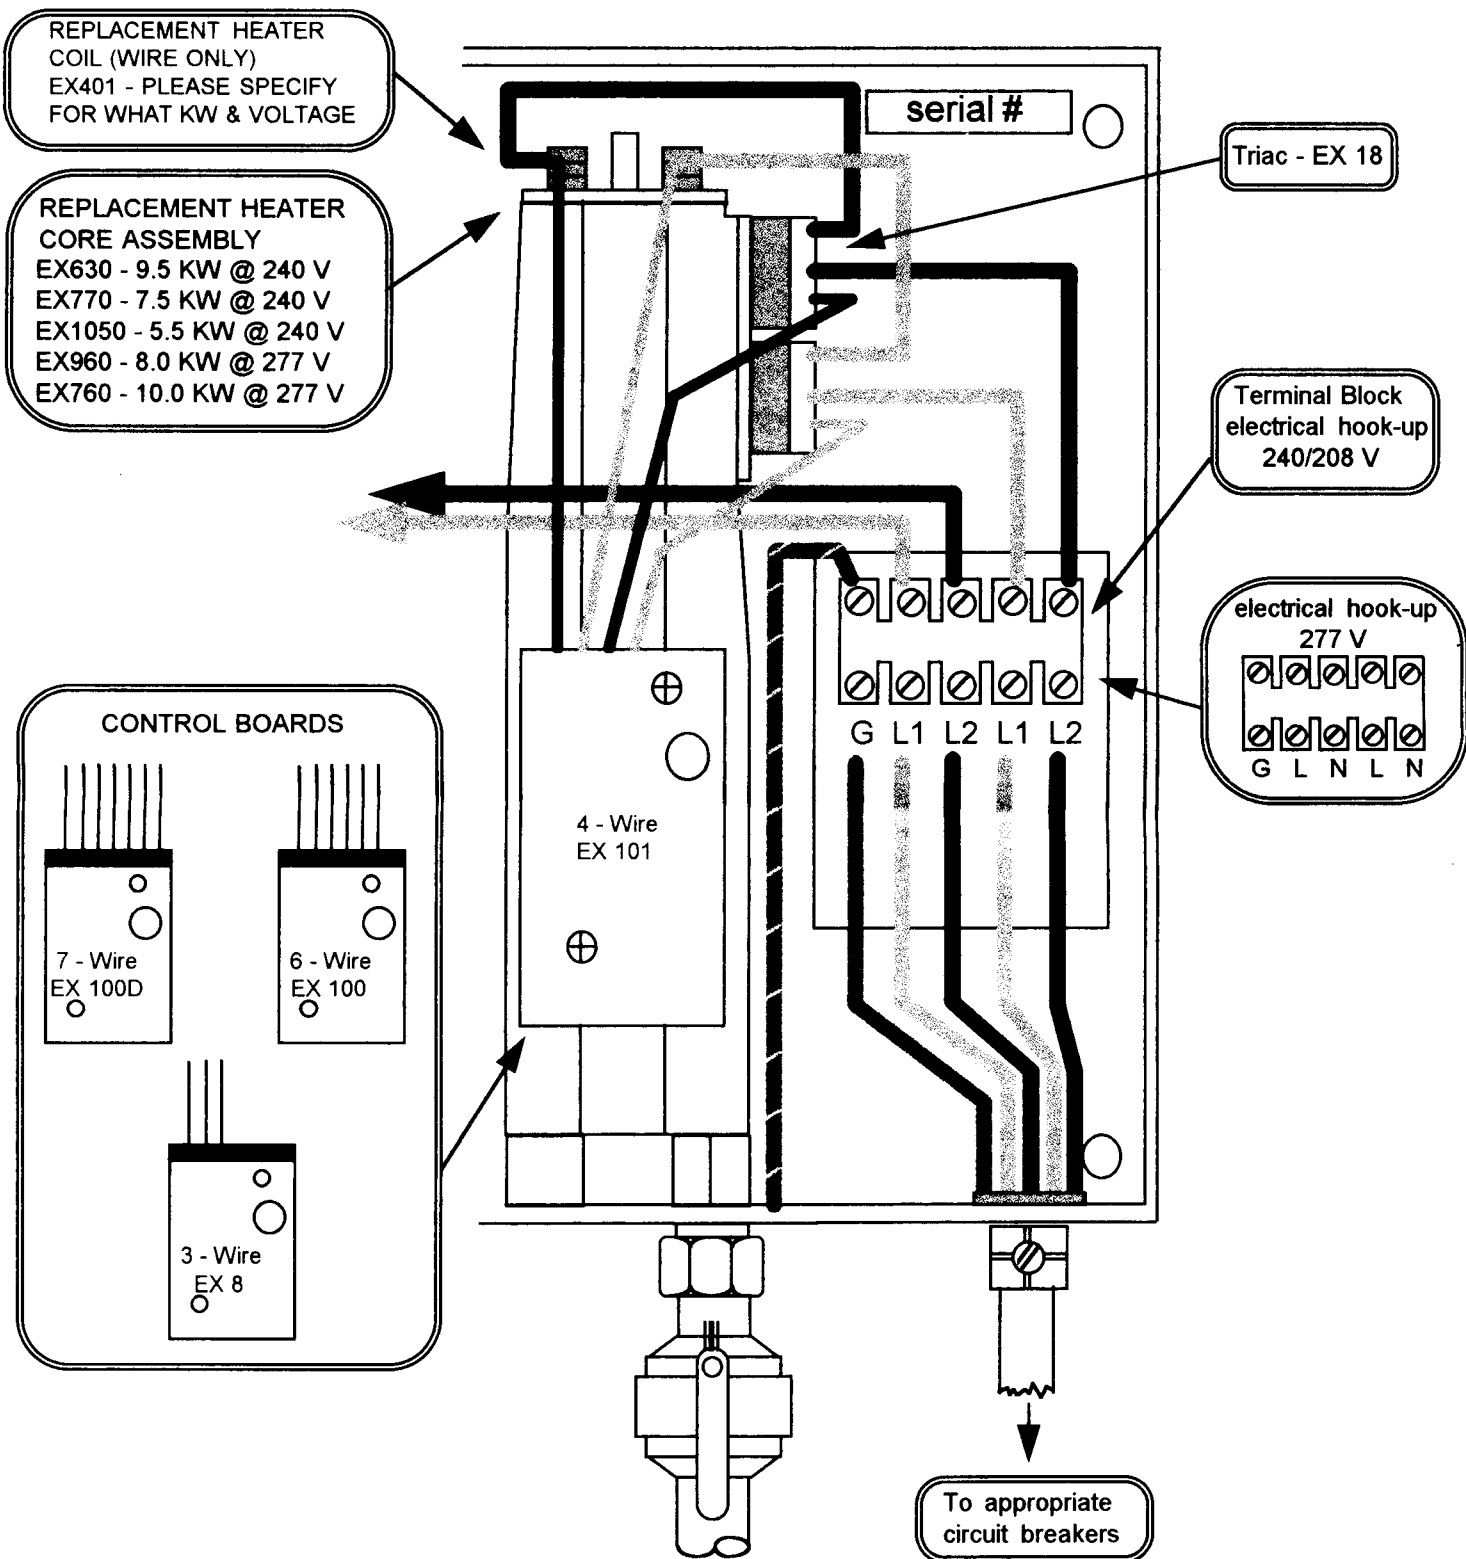 REPLACEMENT HEATER
COIL (WIRE ONLY)
EX401 - PLEASE SPECIFY
FOR WHAT KW & VOLTAGE
REPLACEMENT HEATER
CORE ASSEMBLY
EX630 - 9.5 KW @ 240 V
EX770 - 7.5 KW @ 240 V
EX1050 - 5.5 KW @ 240 V
EX960 - 8.0 KW @ 277 V
EX760 - 10.0 KW @ 277 V
serial #
Triac - EX 18
Terminal Block
electrical hook-up
240/208 V
electrical hook-up
277 V
G L N L N
G L1 L2 L1 L2
4 - Wire
EX 101
CONTROL BOARDS
7 - Wire
EX 100D
6 - Wire
EX 100
3 - Wire
EX 8
To appropriate
circuit breakers